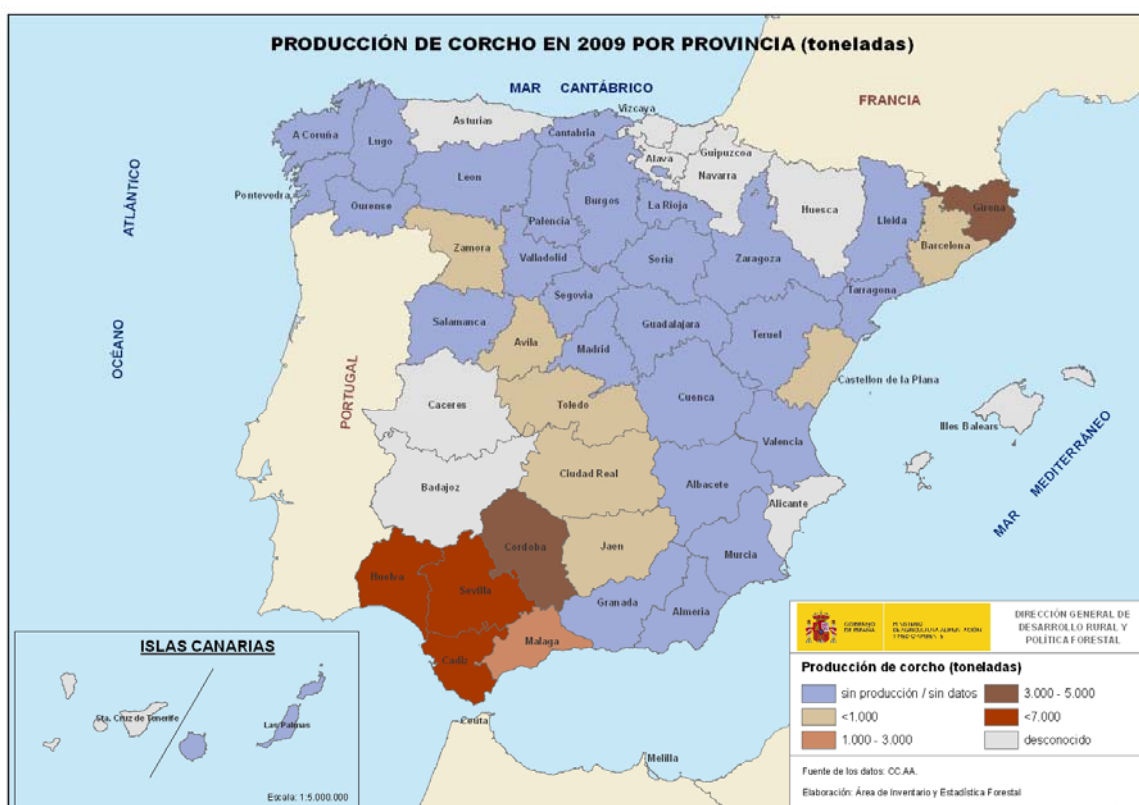 PRODUCCIÓN DE CORCHO EN 2009 POR PROVINCIA (toneladas)
MAR CANTÁBRICO
FRANCIA
Vizcaya
Asturias
Cantabria
A Coruña
Lugo
Guipuzcoa
Alava
Navarra
Leon
Pontevedra
Ourense
Palencia
Burgos
La Rioja
Huesca
Lleida
Girona
ATLÁNTICO
Zamora
Valladolid
Soria
Zaragoza
Barcelona
Segovia
Tarragona
Salamanca
Guadalajara
Avila
Madrid
Teruel
OCÉANO
PORTUGAL
Castellon de la Plana
Caceres
Toledo
Cuenca
Illes Balears
Valencia
Ciudad Real
Badajoz
Albacete
Alicante
MAR MEDITERRÁNEO
Cordoba
Jaen
Murcia
Huelva
Sevilla
Granada
Almeria
Malaga
Cadiz
Ceuta
Melilla
ISLAS CANARIAS
Sta. Cruz de Tenerife
Las Palmas
Escala: 1:5.000.000
GOBIERNO
DE ESPAÑA
DIRECCIÓN GENERAL DE
DESARROLLO RURAL Y
POLÍTICA FORESTAL
Producción de corcho (toneladas)
sin producción / sin datos
<1.000
1.000 - 3.000
3.000 - 5.000
<7.000
desconocido
Fuente de los datos: CC.AA.
Elaboración: Área de Inventario y Estadística Forestal